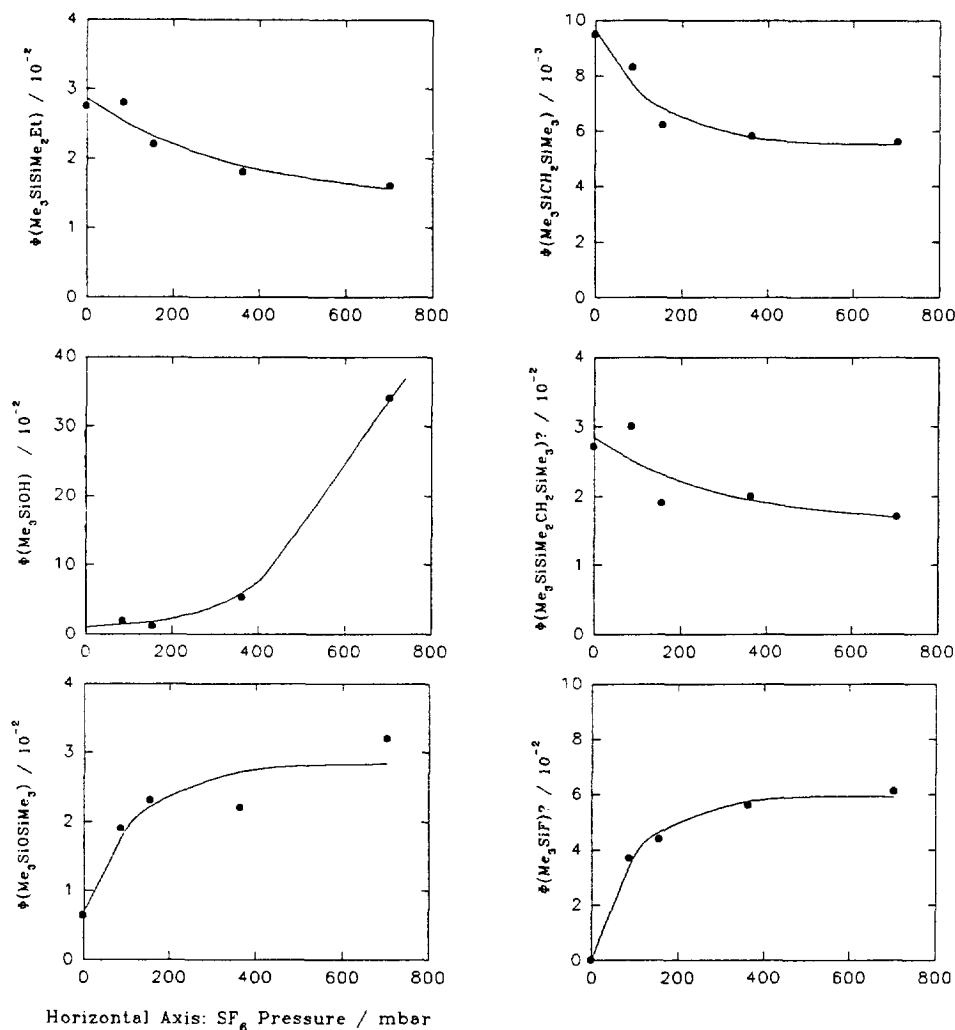 Φ(Me₃SiSiMe₂Et) / 10⁻²
4
3
2
1
0
0 200 400 600 800
Φ(Me₃SiCH₂SiMe₃) / 10⁻³
10
8
6
4
2
0
0 200 400 600 800
Φ(Me₃SiOH) / 10⁻²
40
30
20
10
0
0 200 400 600 800
Φ(Me₃SiSiMe₂CH₂SiMe₃)? / 10⁻²
4
3
2
1
0
0 200 400 600 800
Φ(Me₃SiOSiMe₃) / 10⁻²
4
3
2
1
0
0 200 400 600 800
Φ(Me₃SiF)? / 10⁻²
10
8
6
4
2
0
0 200 400 600 800
Horizontal Axis: SF₆ Pressure / mbar